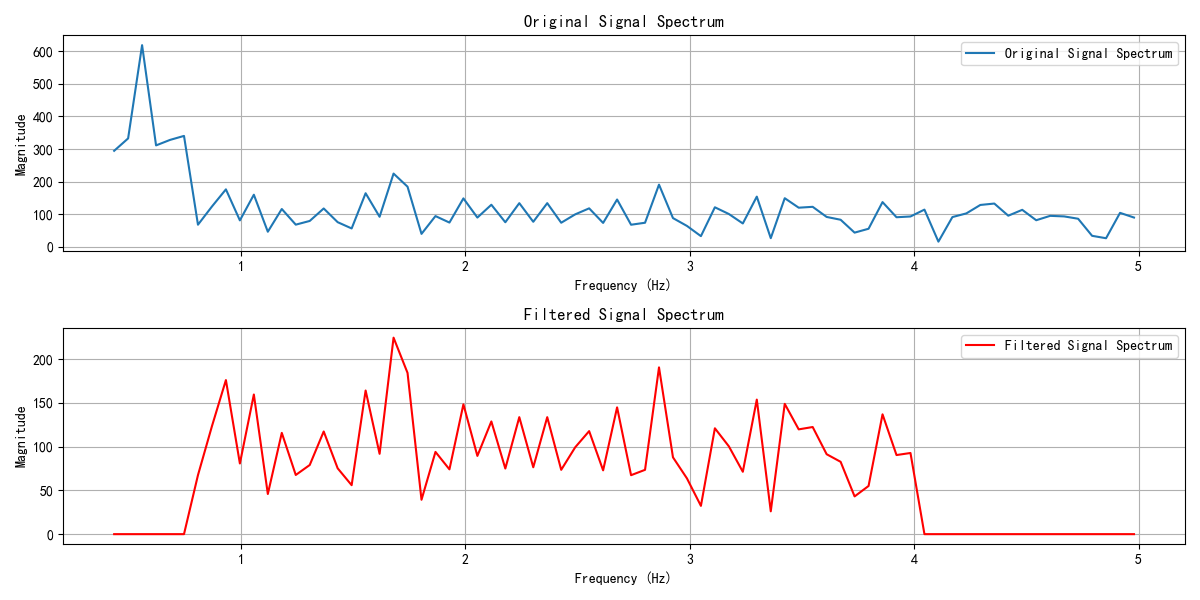 Original Signal Spectrum
Original Signal Spectrum
Magnitude
600
500
400
300
200
100
0
1 2 3 4 5
Frequency (Hz)
Filtered Signal Spectrum
Filtered Signal Spectrum
Magnitude
200
150
100
50
0
1 2 3 4 5
Frequency (Hz)